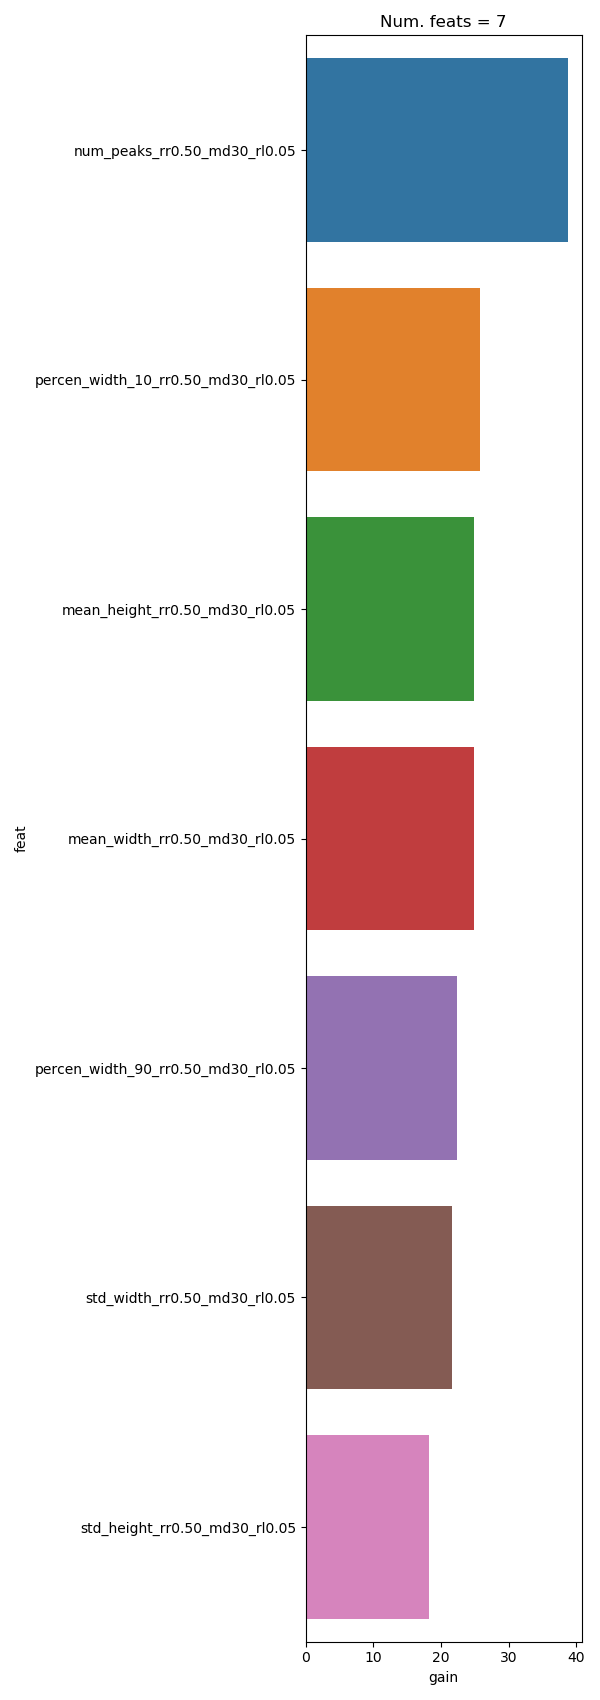 Num. feats = 7
num_peaks_rr0.50_md30_rl0.05
percen_width_10_rr0.50_md30_rl0.05
mean_height_rr0.50_md30_rl0.05
mean_width_rr0.50_md30_rl0.05
feat
percen_width_90_rr0.50_md30_rl0.05
std_width_rr0.50_md30_rl0.05
std_height_rr0.50_md30_rl0.05
0 10 20 30 40
gain